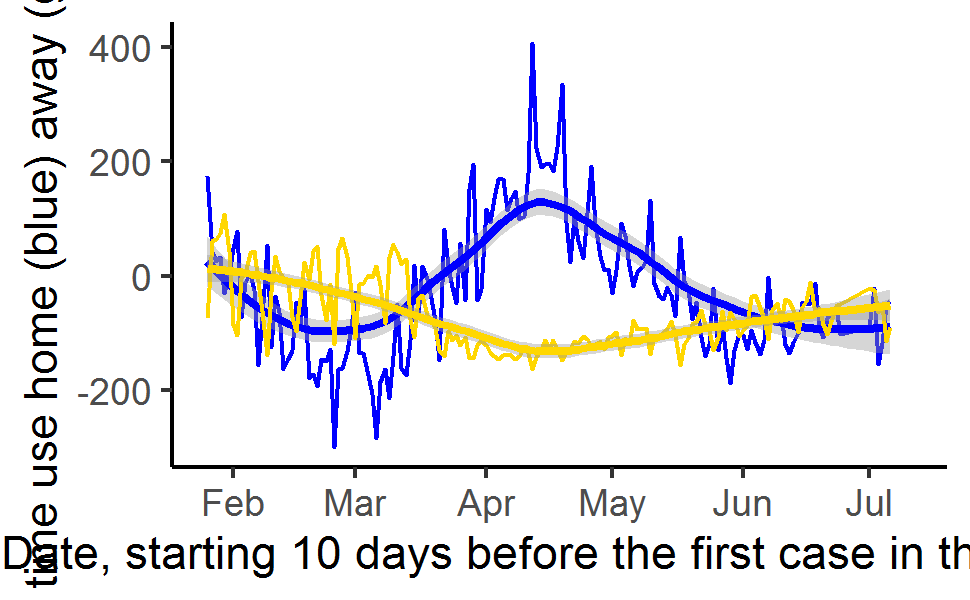 time use home (blue) away (
400
200
0
-200
Feb Mar Apr May Jun Jul
Date, starting 10 days before the first case in th